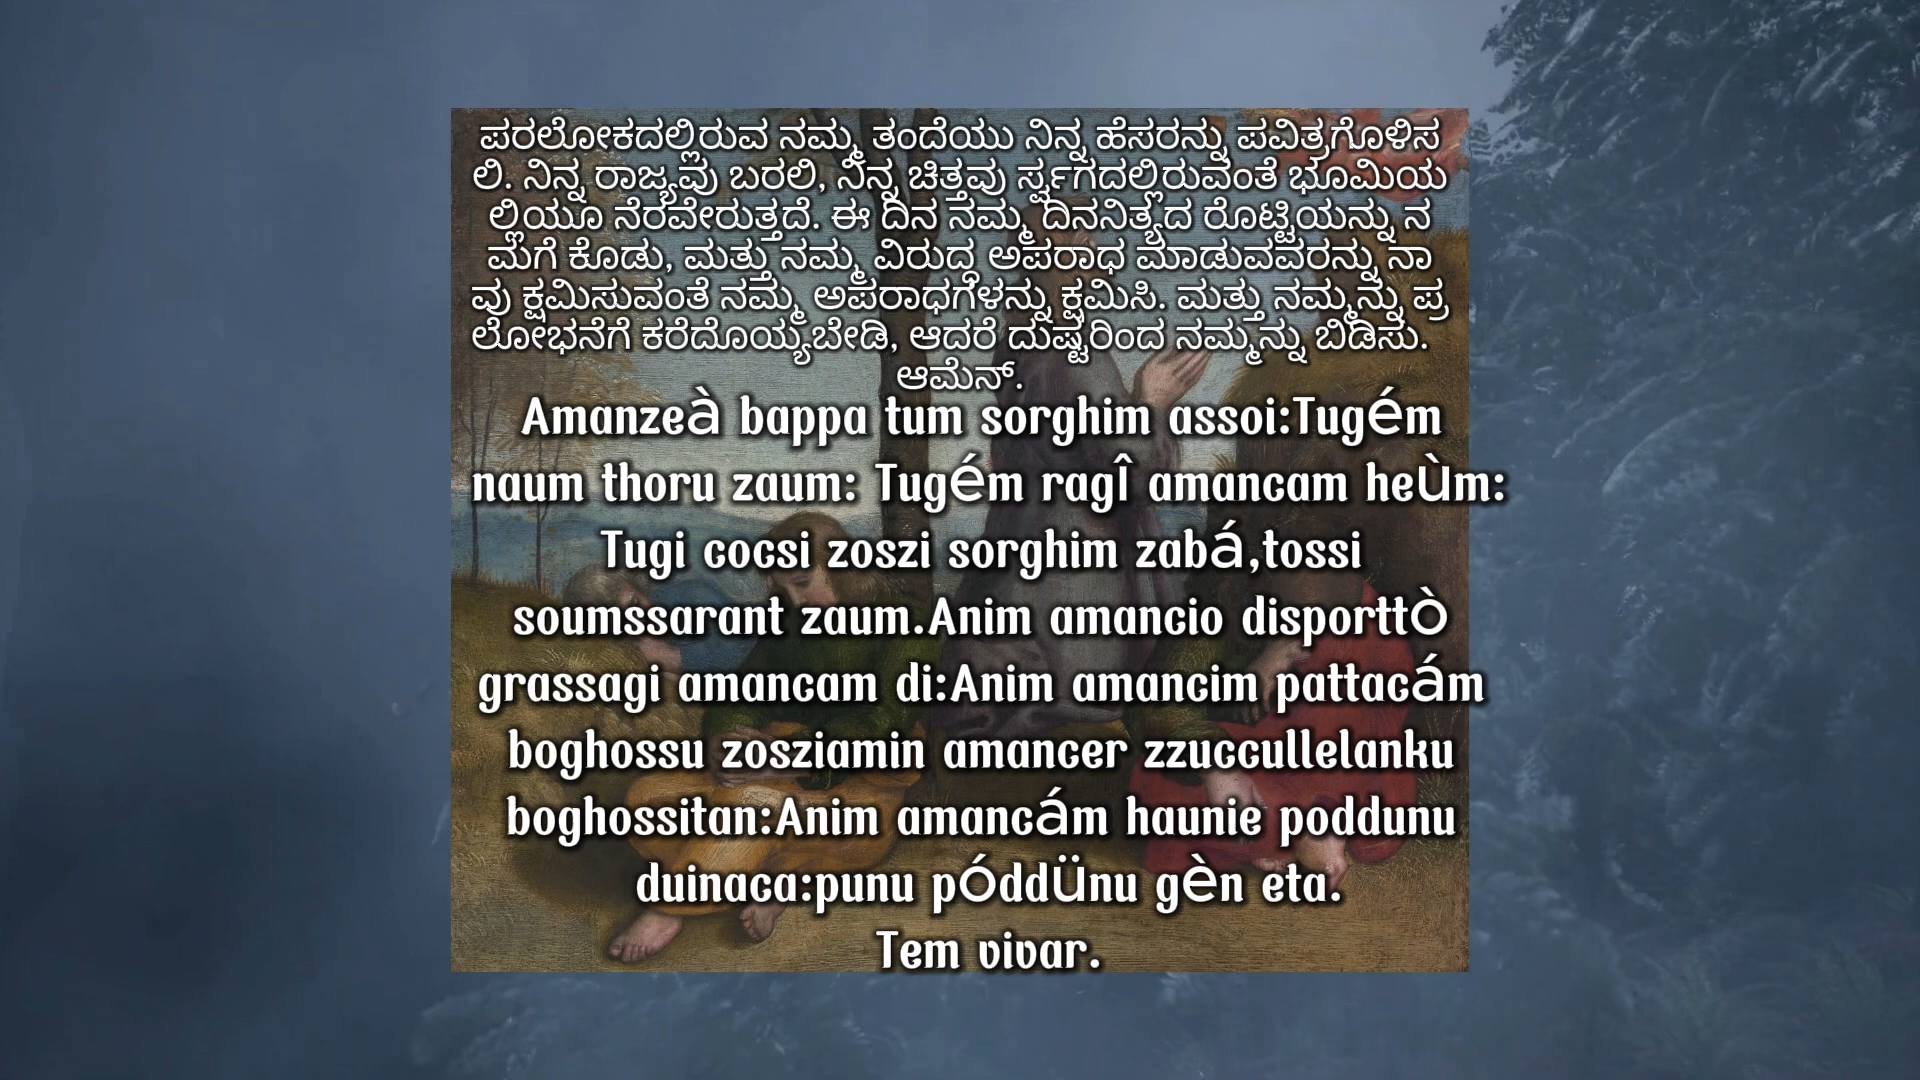 ಪರಲೋಕದಲ್ಲಿರುವ ನಮ್ಮ ತಂದೆಯು ನಿನ್ನ ಹೆಸರನ್ನು ಪವಿತ್ರಗೊಳಿಸ
ಲಿ. ನಿನ್ನ ರಾಜ್ಯವು ಬರಲಿ, ನಿನ್ನ ಚಿತ್ತವು ಸ್ವರ್ಗದಲ್ಲಿರುವಂತೆ ಭೂಮಿಯ
ಲ್ಲಿಯೂ ನೆರವೇರುತ್ತದೆ. ಈ ದಿನ ನಮ್ಮ ದಿನನಿತ್ಯದ ರೊಟ್ಟಿಯನ್ನು ನ
ಮಗೆ ಕೊಡು, ಮತ್ತು ನಮ್ಮ ವಿರುದ್ಧ ಅಪರಾಧ ಮಾಡುವವರನ್ನು ನಾ
ವು ಕ್ಷಮಿಸುವಂತೆ ನಮ್ಮ ಅಪರಾಧಗಳನ್ನು ಕ್ಷಮಿಸಿ. ಮತ್ತು ನಮ್ಮನ್ನು ಪ್ರ
ಲೋಭನೆಗೆ ಕರೆದೊಯ್ಯಬೇಡಿ, ಆದರೆ ದುಷ್ಟರಿಂದ ನಮ್ಮನ್ನು ಬಿಡಿಸು.
ಆಮೆನ್.
Amanzeà bappa tum sorghim assoi:Tugém
naum thoru zaum: Tugém ragî amancam heùm:
Tugi cocsi zoszi sorghim zabá,tossi
soumssarant zaum.Anim amancio disporttò
grassagi amancam di:Anim amancim pattacám
boghossu zosziamin amancer zzuccullelanku
boghossitan:Anim amancám haunie poddunu
duinaca:punu póddünu gèn eta.
Tem vivar.